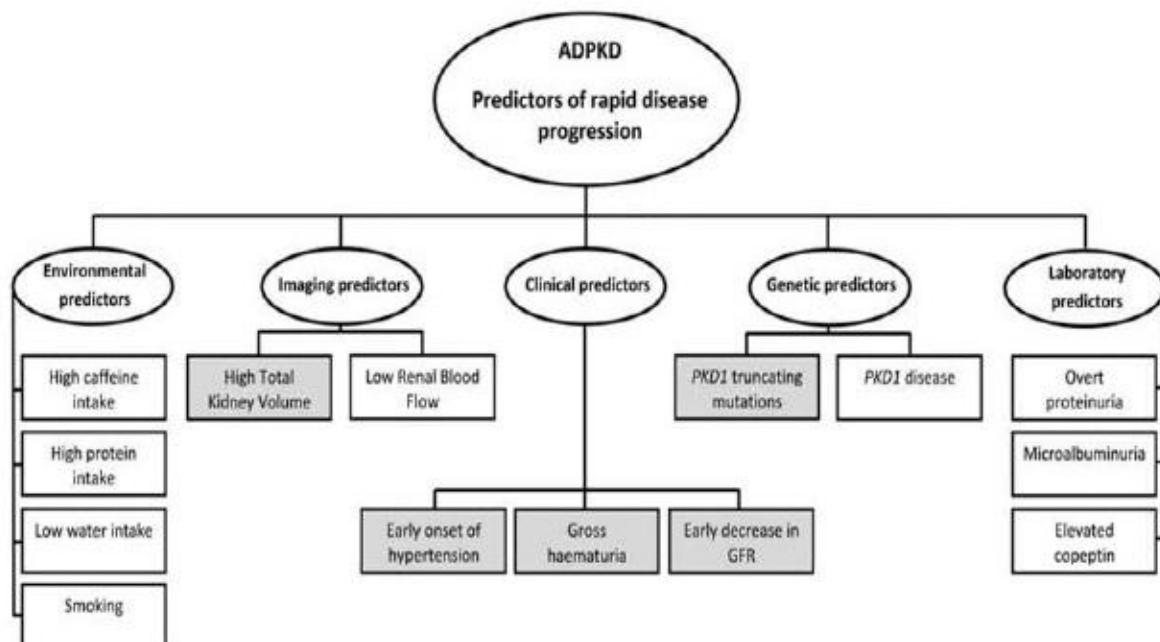 ADPKD
Predictors of rapid disease
progression
Environmental
predictors
Imaging predictors
Clinical predictors
Genetic predictors
Laboratory
predictors
High caffeine
intake
High protein
intake
Low water intake
Smoking
High Total
Kidney Volume
Low Renal Blood
Flow
Early onset of
hypertension
Gross
haematuria
Early decrease in
GFR
PKD1 truncating
mutations
PKD1 disease
Overt
proteinuria
Microalbuminuria
Elevated
copeptin